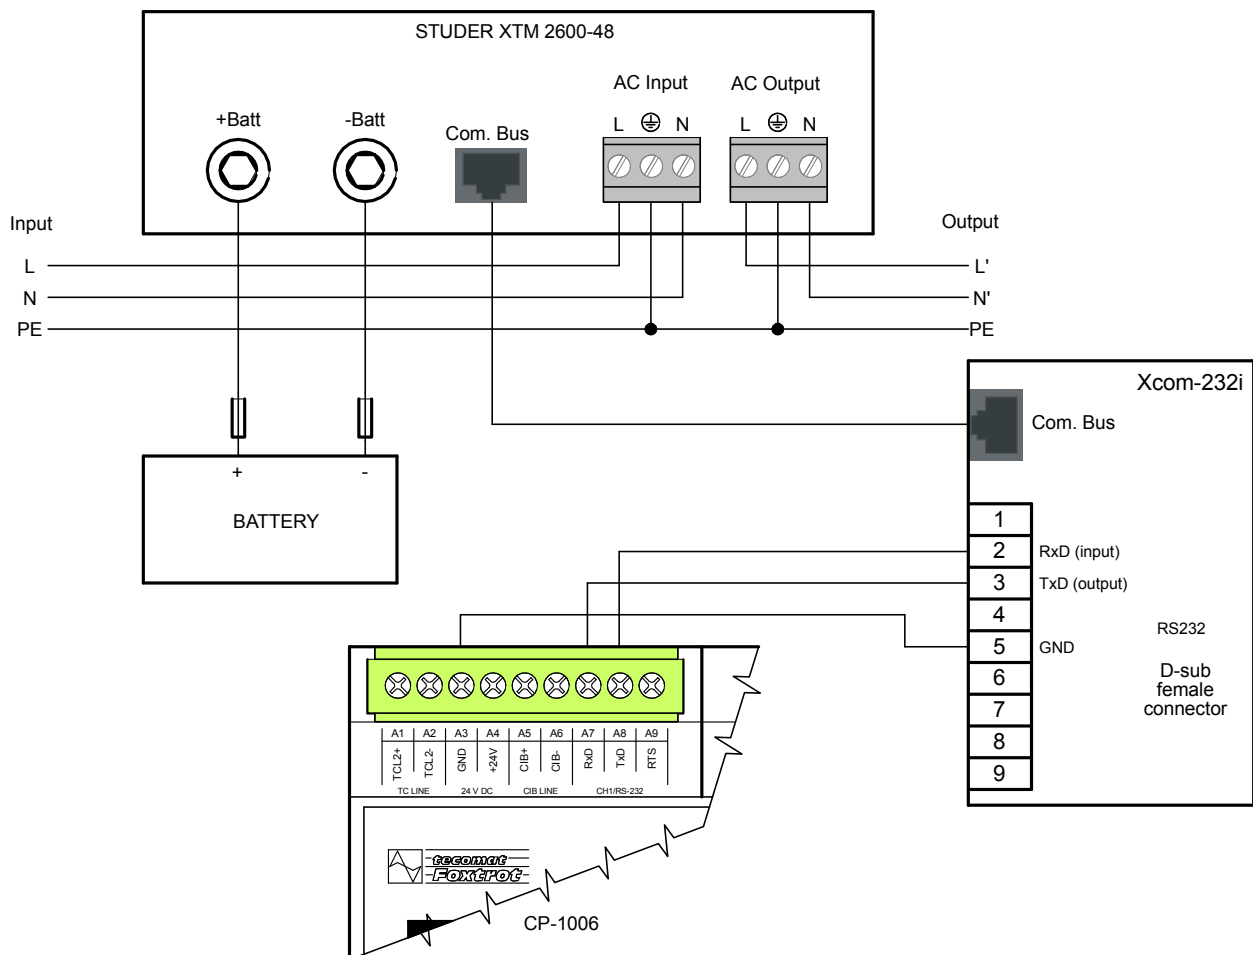 STUDER XTM 2600-48
AC Input AC Output
+Batt -Batt Com. Bus L N L N
Input Output
L L'
N N'
PE PE
Xcom-232i
Com. Bus
+ -
BATTERY
1
2 RxD (input)
3 TxD (output)
4
5 GND
6
7
8
9
RS232
D-sub
female
connector
A1 A2 A3 A4 A5 A6 A7 A8 A9
TCL2+ TCL2- GND +24V CIB+ CIB- RxD TxD RTS
TC LINE 24 V DC CIB LINE CH1/RS-232
tecomat
Foxtrot
CP-1006